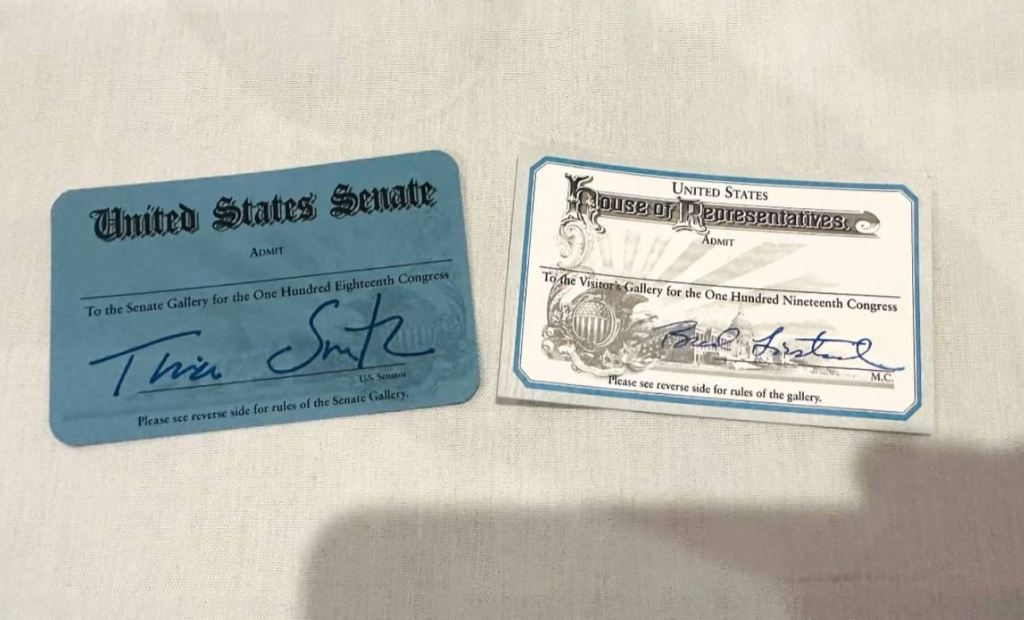 United States Senate
ADMIT
To the Senate Gallery for the One Hundred Eighteenth Congress
Tina Smith
U.S. Senator
Please see reverse side for rules of the Senate Gallery.
UNITED STATES
House of Representatives.
ADMIT
To the Visitor's Gallery for the One Hundred Nineteenth Congress
M.C.
Please see reverse side for rules of the gallery.